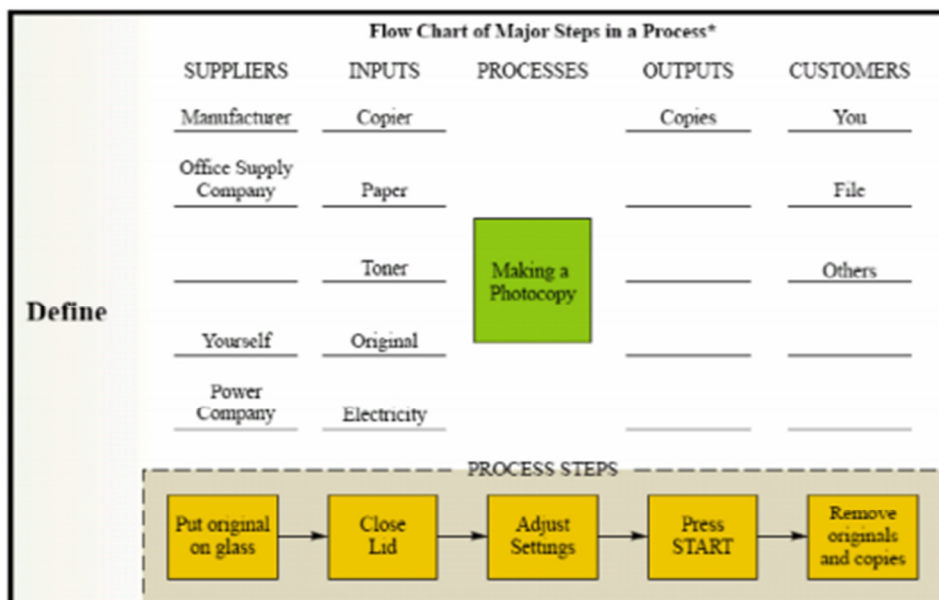 Flow Chart of Major Steps in a Process*
SUPPLIERS INPUTS PROCESSES OUTPUTS CUSTOMERS
Manufacturer Copier Copies You
Office Supply
Company Paper File
Toner Others
Making a
Photocopy
Define
Yourself Original
Power
Company Electricity
PROCESS STEPS
Put original
on glass
Close
Lid
Adjust
Settings
Press
START
Remove
originals
and copies